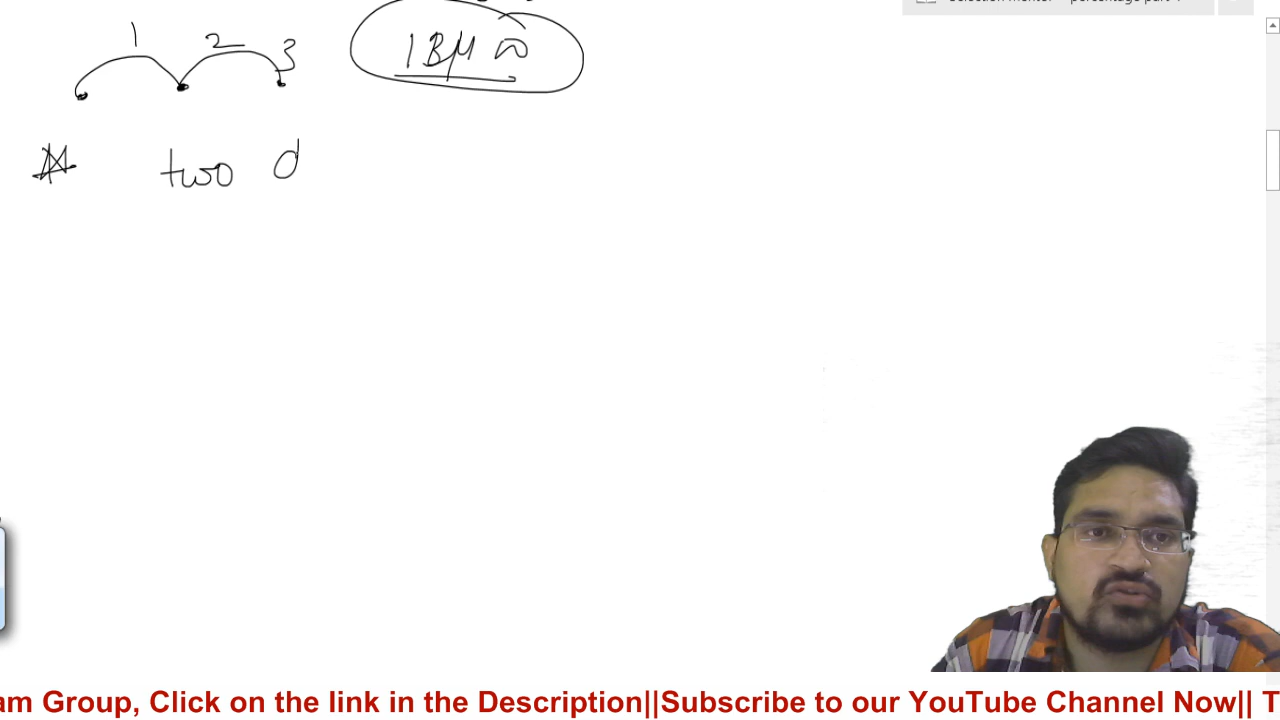 1 2 3
IBM
two d
am Group, Click on the link in the Description||Subscribe to our YouTube Channel Now|| T